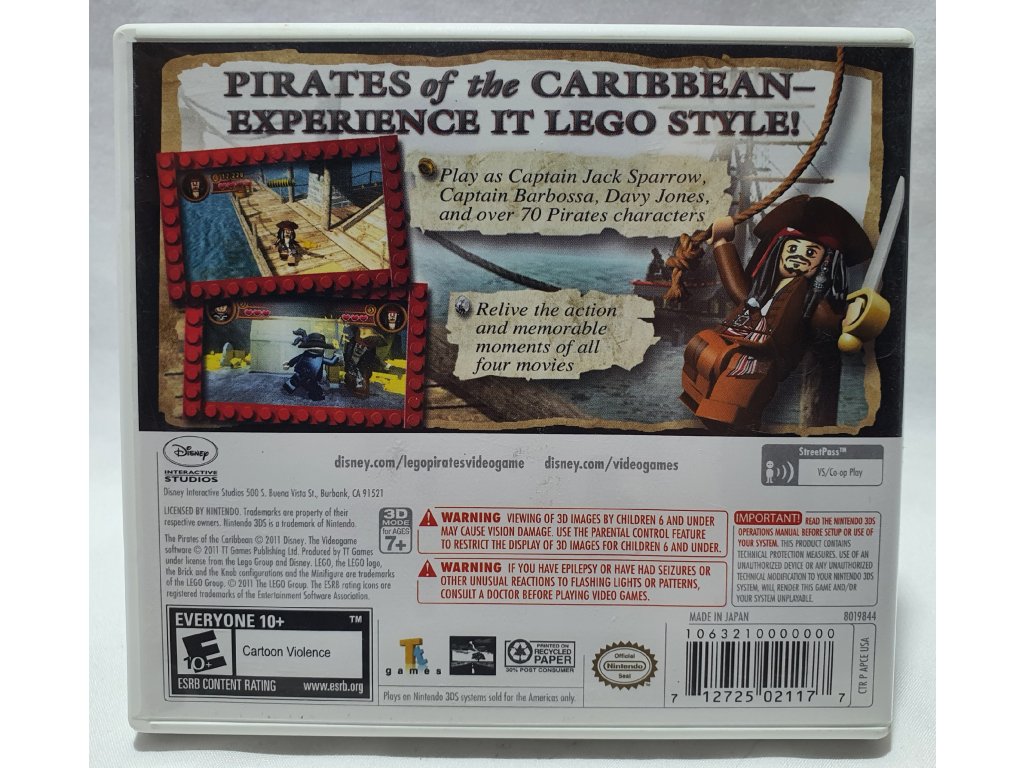 PIRATES of the CARIBBEAN–
EXPERIENCE IT LEGO STYLE!
Play as Captain Jack Sparrow,
Captain Barbossa, Davy Jones,
and over 70 Pirates characters
Relive the action
and memorable
moments of all
four movies
Disney
INTERACTIVE
STUDIOS
disney.com/legopiratesvideogame disney.com/videogames
StreetPass™
VS/Co-op Play
Disney Interactive Studios 500 S. Buena Vista St., Burbank, CA 91521
LICENSED BY NINTENDO. Trademarks are property of their
respective owners. Nintendo 3DS is a trademark of Nintendo.
The Pirates of the Caribbean © 2011 Disney. The Videogame
software © 2011 TT Games Publishing Ltd. Produced by TT Games
under license from the Lego Group and Disney. LEGO, the LEGO logo,
the Brick and the Knob configurations and the Minifigure are trademarks
of the LEGO Group. © 2011 The LEGO Group. The ESRB rating icons are
registered trademarks of the Entertainment Software Association.
3D
MODE
for AGES
7+
WARNING VIEWING OF 3D IMAGES BY CHILDREN 6 AND UNDER
MAY CAUSE VISION DAMAGE. USE THE PARENTAL CONTROL FEATURE
TO RESTRICT THE DISPLAY OF 3D IMAGES FOR CHILDREN 6 AND UNDER.
WARNING IF YOU HAVE EPILEPSY OR HAVE HAD SEIZURES OR
OTHER UNUSUAL REACTIONS TO FLASHING LIGHTS OR PATTERNS,
CONSULT A DOCTOR BEFORE PLAYING VIDEO GAMES.
IMPORTANT! READ THE NINTENDO 3DS
OPERATIONS MANUAL BEFORE SETUP OR USE OF
YOUR SYSTEM. THIS PRODUCT CONTAINS
TECHNICAL PROTECTION MEASURES. USE OF AN
UNAUTHORIZED DEVICE OR ANY UNAUTHORIZED
TECHNICAL MODIFICATION TO YOUR NINTENDO 3DS
SYSTEM, WILL RENDER THIS GAME AND/OR
YOUR SYSTEM UNPLAYABLE.
MADE IN JAPAN 8019844
EVERYONE 10+ ™
E
10+
Cartoon Violence
ESRB CONTENT RATING www.esrb.org
Tt
games
PRINTED ON
RECYCLED
PAPER
30% POST CONSUMER
Official
Nintendo
Seal
Plays on Nintendo 3DS systems sold for the Americas only.
1063210000000
7 12725 02117 7
CTR P APCE USA